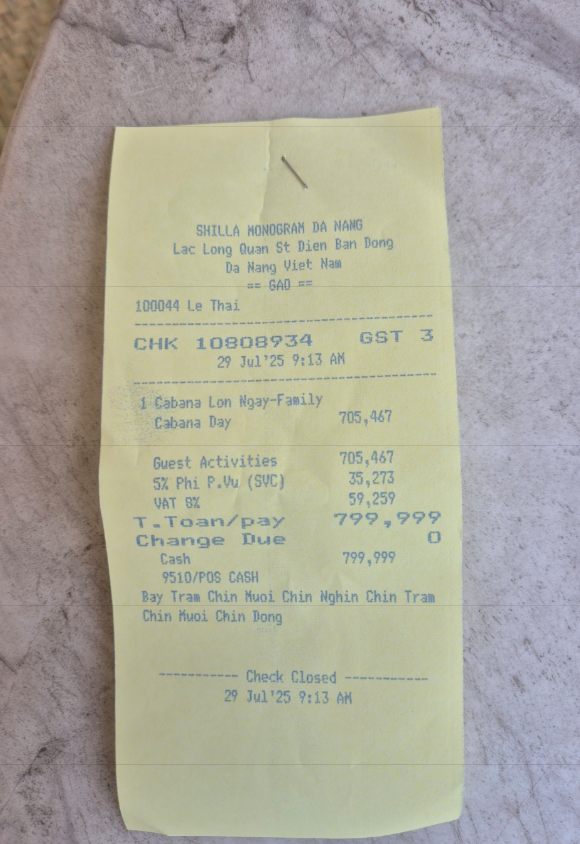 SHILLA MONOGRAM DA NANG
Lac Long Quan St Dien Ban Dong
Da Nang Viet Nam
== GAO ==
100044 Le Thai
--------------------------------
CHK 10808934 GST 3
29 Jul'25 9:13 AM
--------------------------------
1 Cabana Lon Ngay-Family
Cabana Day 705,467
Guest Activities 705,467
5% Phi P.Vu (SVC) 35,273
VAT 8% 59,259
T.Toan/pay 799,999
Change Due 0
Cash 799,999
9510/POS CASH
Bay Tram Chin Muoi Chin Nghin Chin Tram
Chin Muoi Chin Dong
----------- Check Closed -----------
29 Jul'25 9:13 AM